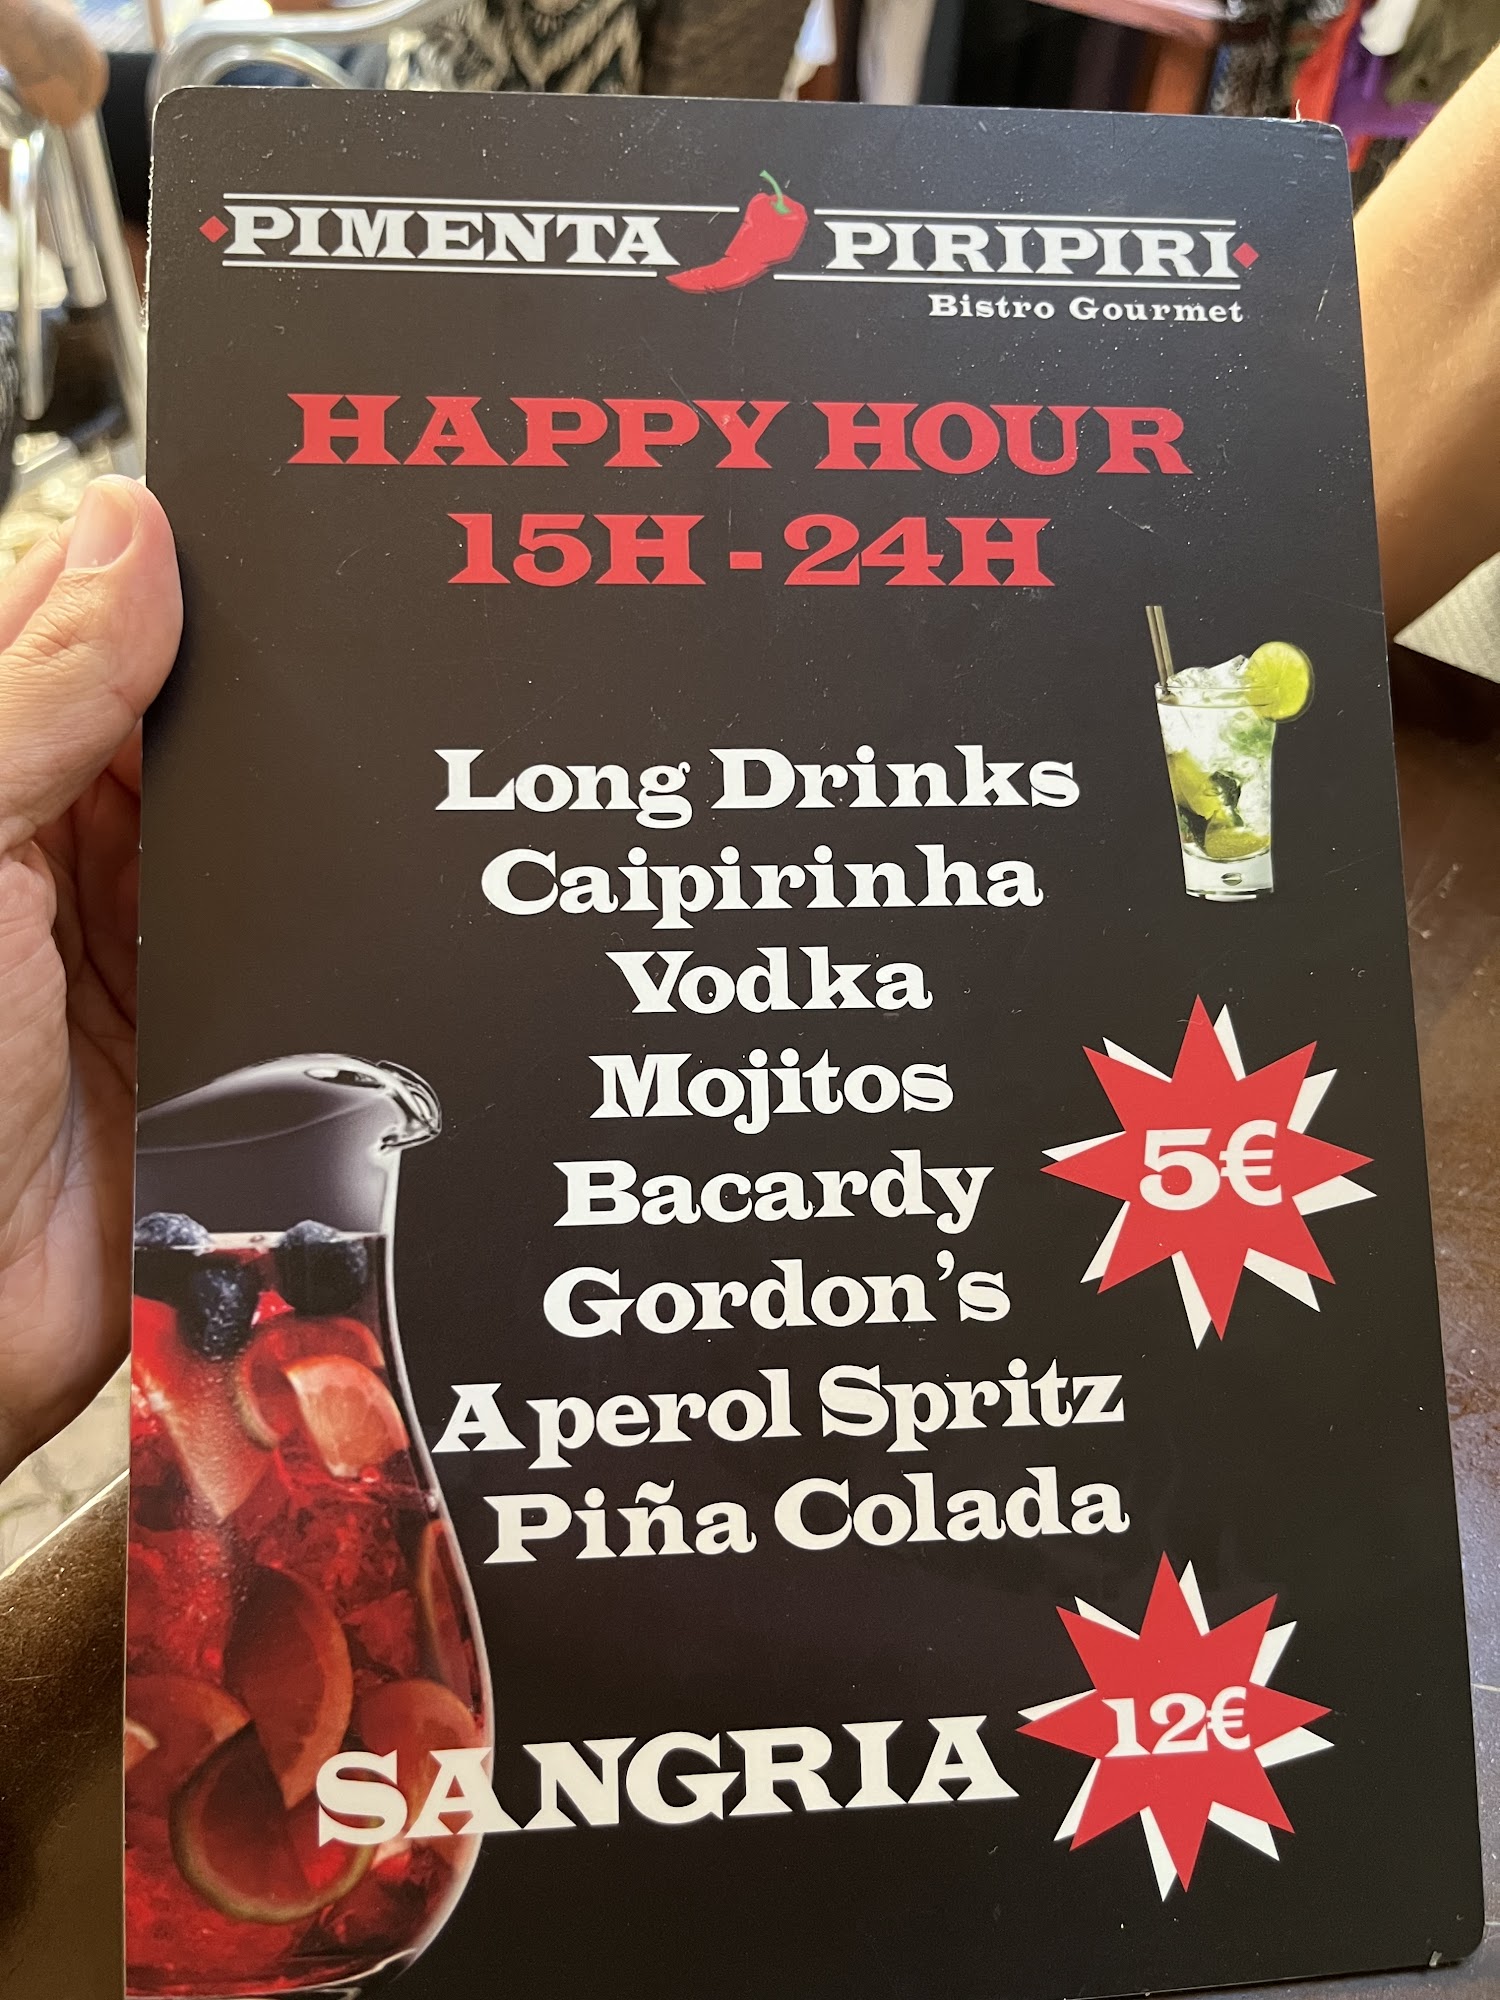 PIMENTA PIRIPIRI
Bistro Gourmet
HAPPY HOUR
15H - 24H
Long Drinks
Caipirinha
Vodka
Mojitos
Bacardy
5€
Gordon's
Aperol Spritz
Piña Colada
SANGRIA 12€